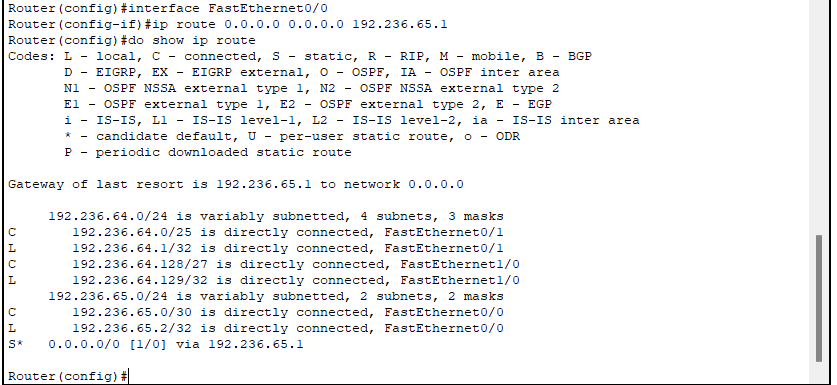 Router(config)#interface FastEthernet0/0
Router(config-if)#ip route 0.0.0.0 0.0.0.0 192.236.65.1
Router(config)#do show ip route
Codes: L - local, C - connected, S - static, R - RIP, M - mobile, B - BGP
       D - EIGRP, EX - EIGRP external, O - OSPF, IA - OSPF inter area
       N1 - OSPF NSSA external type 1, N2 - OSPF NSSA external type 2
       E1 - OSPF external type 1, E2 - OSPF external type 2, E - EGP
       i - IS-IS, L1 - IS-IS level-1, L2 - IS-IS level-2, ia - IS-IS inter area
       * - candidate default, U - per-user static route, o - ODR
       P - periodic downloaded static route

Gateway of last resort is 192.236.65.1 to network 0.0.0.0

     192.236.64.0/24 is variably subnetted, 4 subnets, 3 masks
C       192.236.64.0/25 is directly connected, FastEthernet0/1
L       192.236.64.1/32 is directly connected, FastEthernet0/1
C       192.236.64.128/27 is directly connected, FastEthernet1/0
L       192.236.64.129/32 is directly connected, FastEthernet1/0
     192.236.65.0/24 is variably subnetted, 2 subnets, 2 masks
C       192.236.65.0/30 is directly connected, FastEthernet0/0
L       192.236.65.2/32 is directly connected, FastEthernet0/0
S*   0.0.0.0/0 [1/0] via 192.236.65.1

Router(config)#